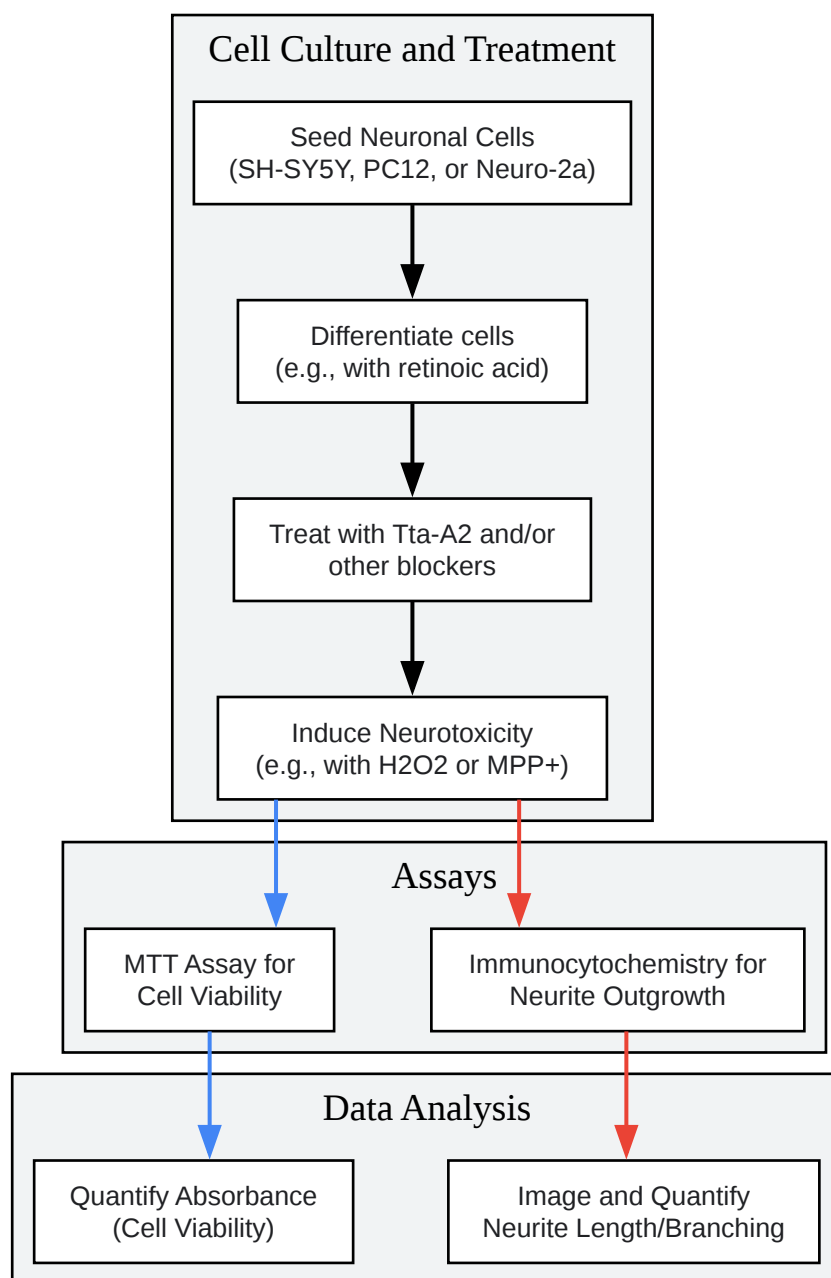 Cell Culture and Treatment
Seed Neuronal Cells
(SH-SY5Y, PC12, or Neuro-2a)
Differentiate cells
(e.g., with retinoic acid)
Treat with Tta-A2 and/or
other blockers
Induce Neurotoxicity
(e.g., with H2O2 or MPP+)
Assays
MTT Assay for
Cell Viability
Immunocytochemistry for
Neurite Outgrowth
Data Analysis
Quantify Absorbance
(Cell Viability)
Image and Quantify
Neurite Length/Branching